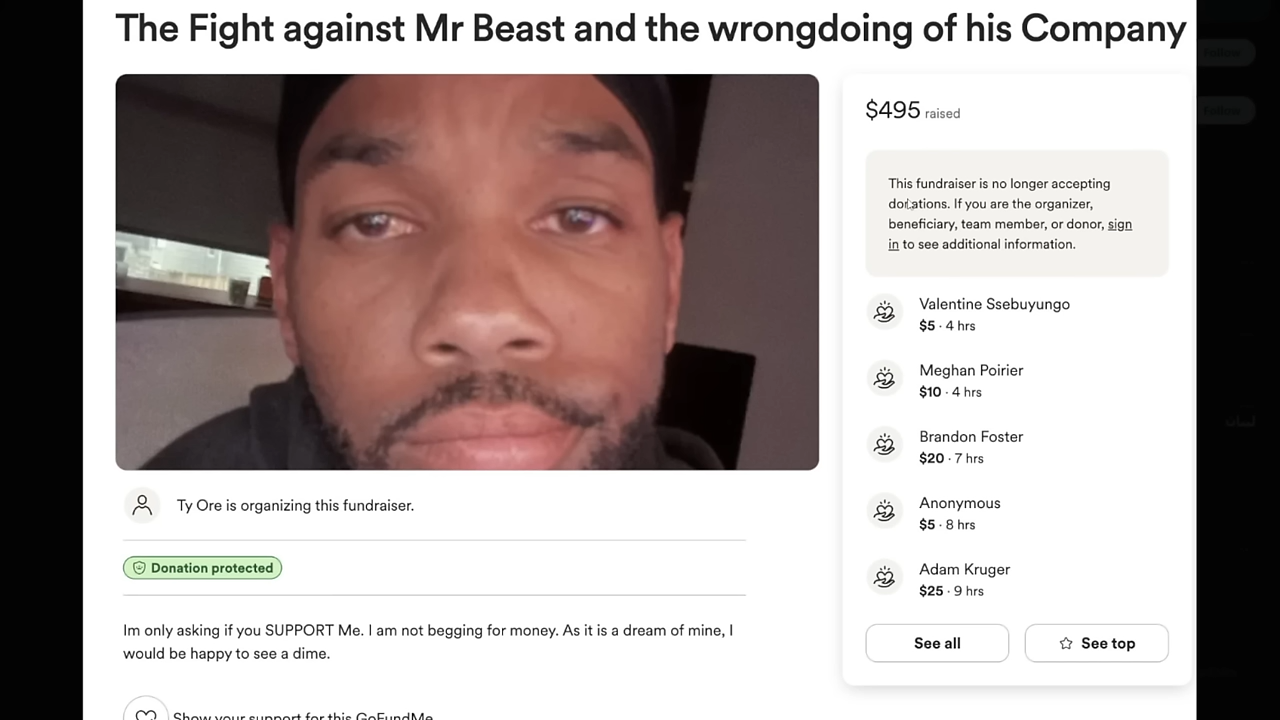 The Fight against Mr Beast and the wrongdoing of his Company
$495 raised
This fundraiser is no longer accepting
donations. If you are the organizer,
beneficiary, team member, or donor, sign
in to see additional information.
Valentine Ssebuyungo
$5 · 4 hrs
Meghan Poirier
$10 · 4 hrs
Brandon Foster
$20 · 7 hrs
Anonymous
$5 · 8 hrs
Adam Kruger
$25 · 9 hrs
See all
See top
Ty Ore is organizing this fundraiser.
Donation protected
Im only asking if you SUPPORT Me. I am not begging for money. As it is a dream of mine, I
would be happy to see a dime.
Show your support for this GoFundMe
Follow
Follow